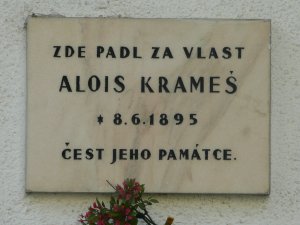 ZDE PADL ZA VLAST
ALOIS KRAMEŠ
* 8.6.1895
ČEST JEHO PAMÁTCE.